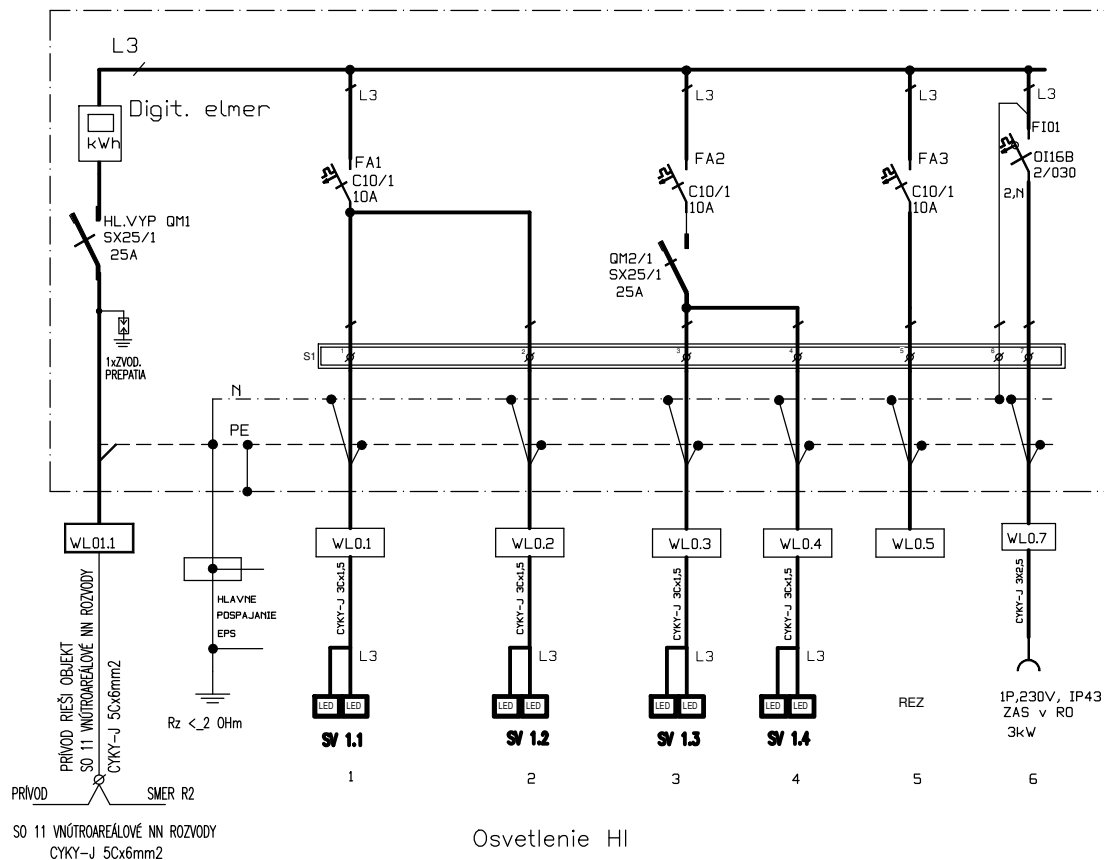 L3
Digit. elmer
kWh
HL.VYP QM1
SX25/1
25A
1xZVOD.
PREPATIA
L3
FA1
C10/1
10A
L3
FA2
C10/1
10A
QM2/1
SX25/1
25A
L3
FA3
C10/1
10A
L3
FI01
OI16B
2/030
2,N
S1
1
2
3
4
5
6
7
N
PE
WL01.1
WL0.1
WL0.2
WL0.3
WL0.4
WL0.5
WL0.7
PRÍVOD RIEŠI OBJEKT
SO 11 VNÚTROAREÁLOVÉ NN ROZVODY
CYKY-J 5Cx6mm2
HLAVNE
POSPAJANIE
EPS
Rz <_2 OHm
CYKY-J 3Cx1,5
CYKY-J 3Cx1,5
CYKY-J 3Cx1,5
CYKY-J 3Cx1,5
CYKY-J 3X2,5
L3
L3
L3
L3
LED LED
LED LED
LED LED
LED LED
SV 1.1
SV 1.2
SV 1.3
SV 1.4
REZ
1P,230V, IP43
ZAS v RO
3kW
1
2
3
4
5
6
PRÍVOD
SMER R2
SO 11 VNÚTROAREÁLOVÉ NN ROZVODY
CYKY-J 5Cx6mm2
Osvetlenie HI